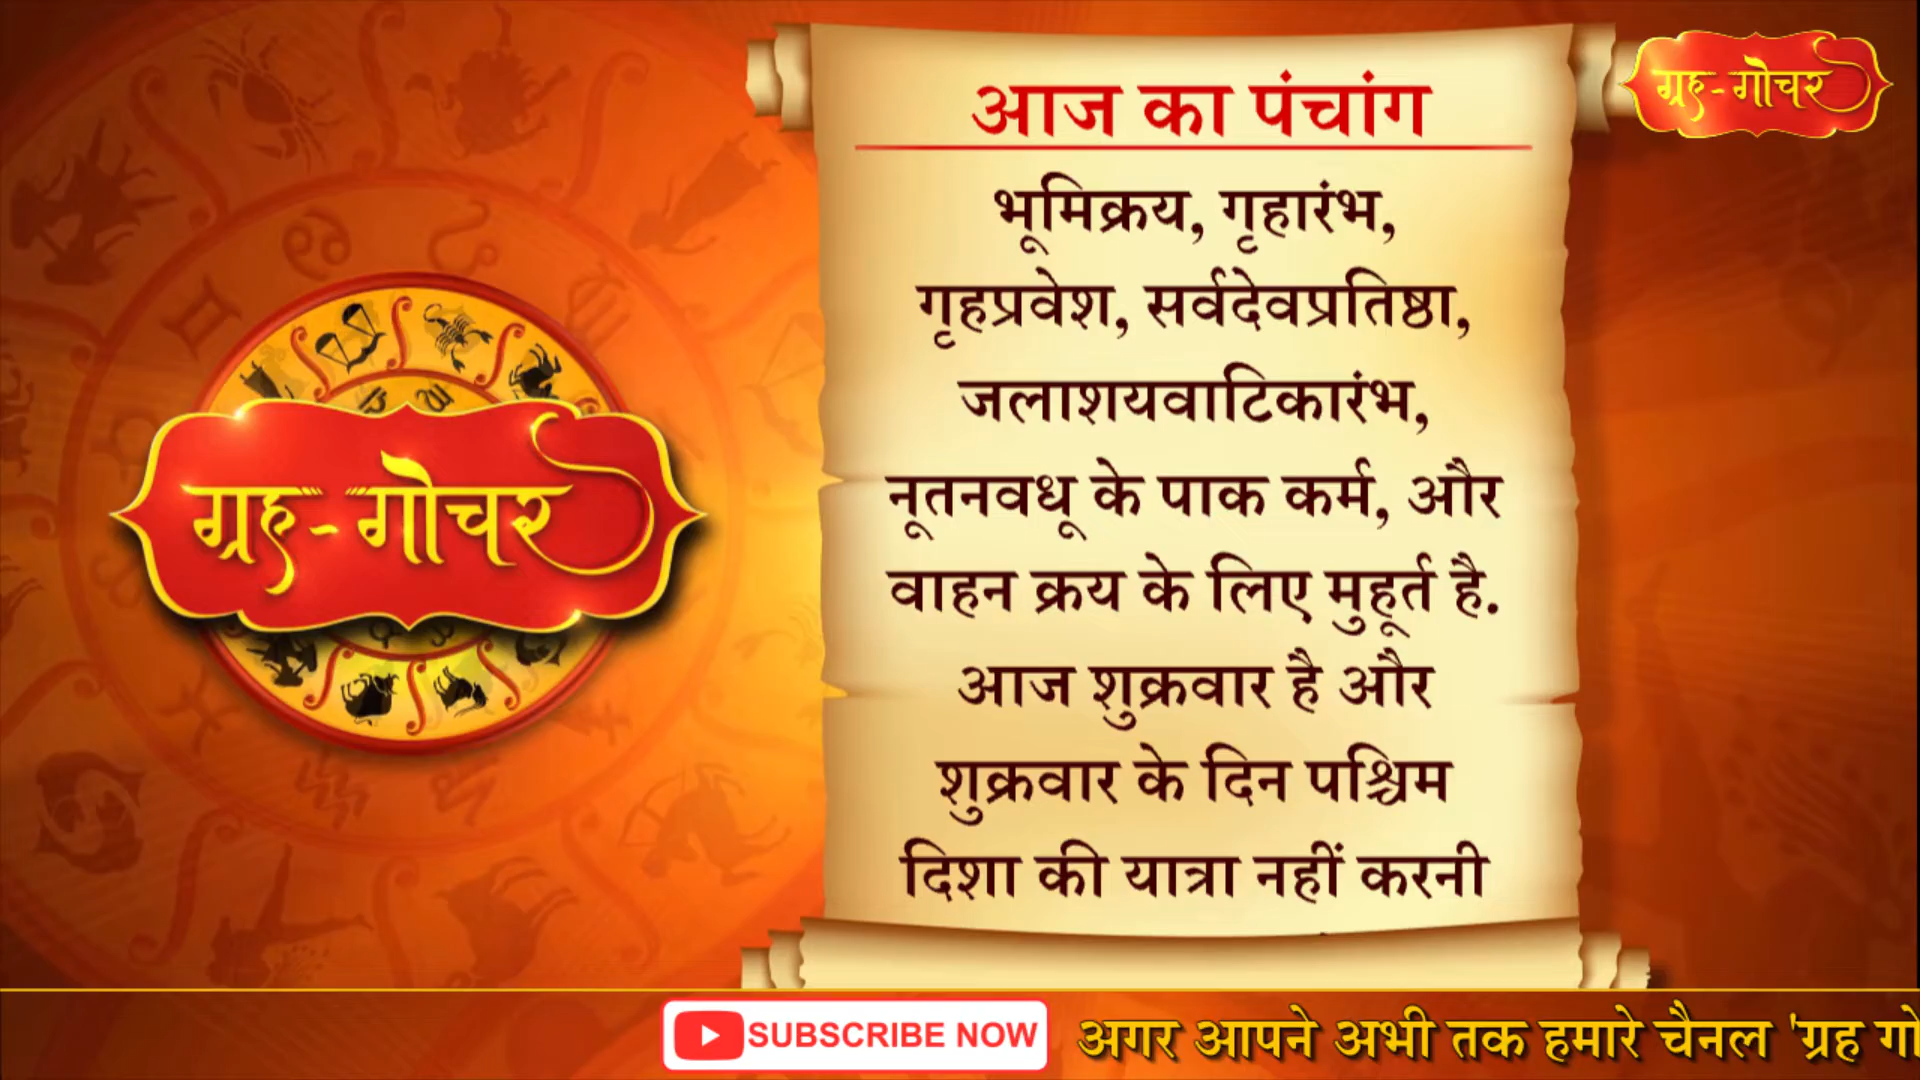 आज का पंचांग
ग्रह-गोचर
भूमिक्रय, गृहारंभ,
गृहप्रवेश, सर्वदेवप्रतिष्ठा,
जलाशयवाटिकारंभ,
नूतनवधू के पाक कर्म, और
वाहन क्रय के लिए मुहूर्त है.
आज शुक्रवार है और
शुक्रवार के दिन पश्चिम
दिशा की यात्रा नहीं करनी
ग्रह-गोचर
SUBSCRIBE NOW
अगर आपने अभी तक हमारे चैनल 'ग्रह गो